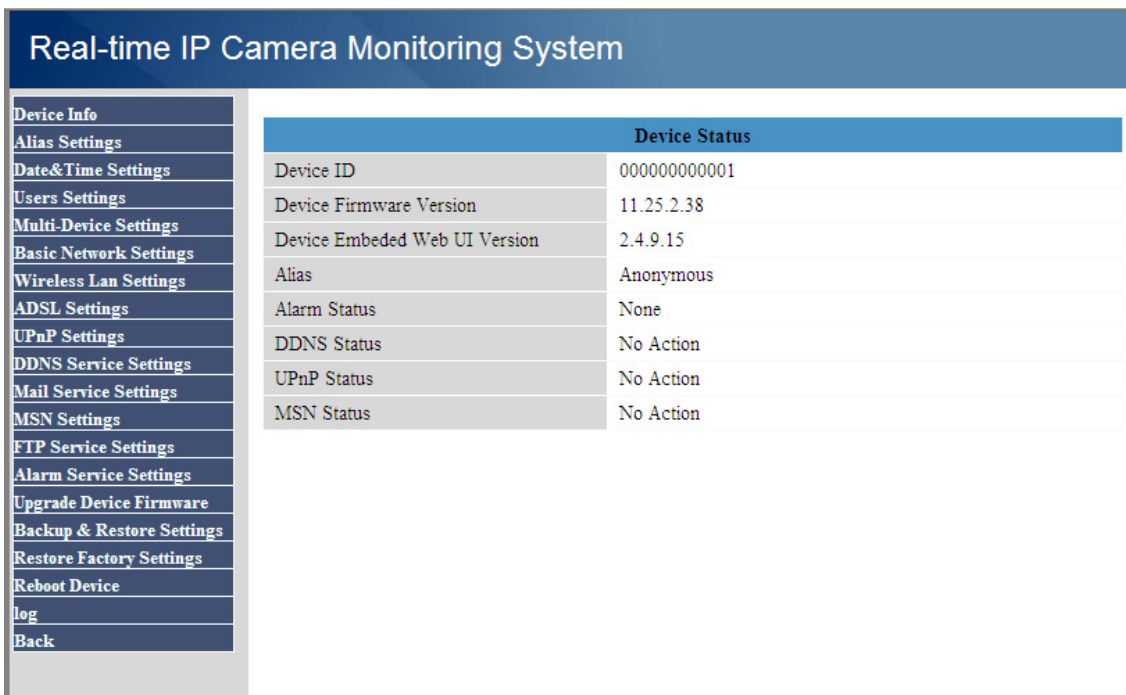 Real-time IP Camera Monitoring System
Device Info
Alias Settings
Date&Time Settings
Users Settings
Multi-Device Settings
Basic Network Settings
Wireless Lan Settings
ADSL Settings
UPnP Settings
DDNS Service Settings
Mail Service Settings
MSN Settings
FTP Service Settings
Alarm Service Settings
Upgrade Device Firmware
Backup & Restore Settings
Restore Factory Settings
Reboot Device
log
Back
Device Status
Device ID 000000000001
Device Firmware Version 11.25.2.38
Device Embeded Web UI Version 2.4.9.15
Alias Anonymous
Alarm Status None
DDNS Status No Action
UPnP Status No Action
MSN Status No Action